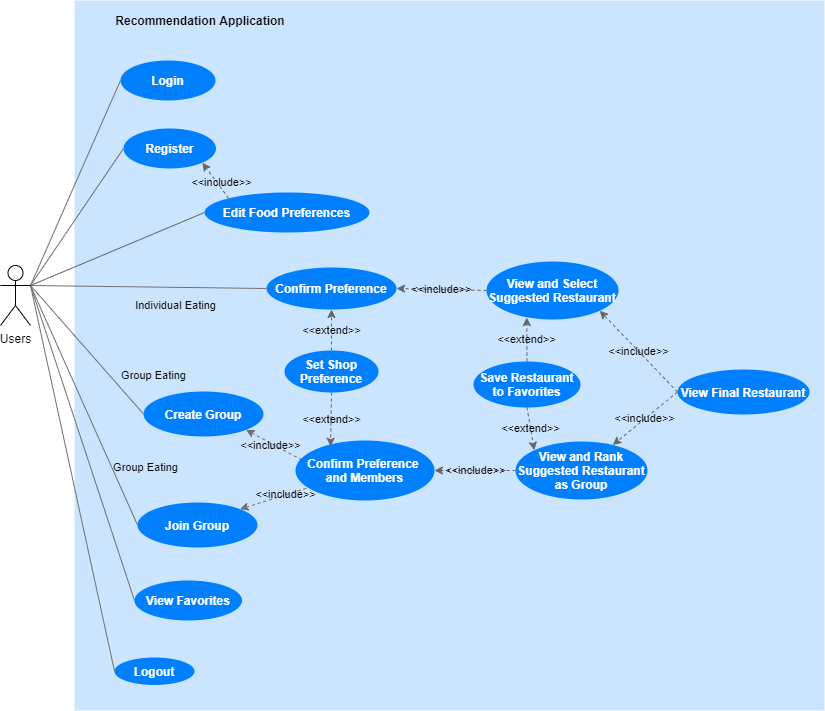 Recommendation Application
Login
Register
<<include>>
Edit Food Preferences
Users
Confirm Preference
Individual Eating
<<include>>
View and Select
Suggested Restaurant
<<extend>>
<<extend>>
<<include>>
Set Shop
Preference
Save Restaurant
to Favorites
View Final Restaurant
Group Eating
Create Group
<<extend>>
<<extend>>
<<include>>
<<include>>
Confirm Preference
and Members
<<include>>
View and Rank
Suggested Restaurant
as Group
Group Eating
<<include>>
Join Group
View Favorites
Logout